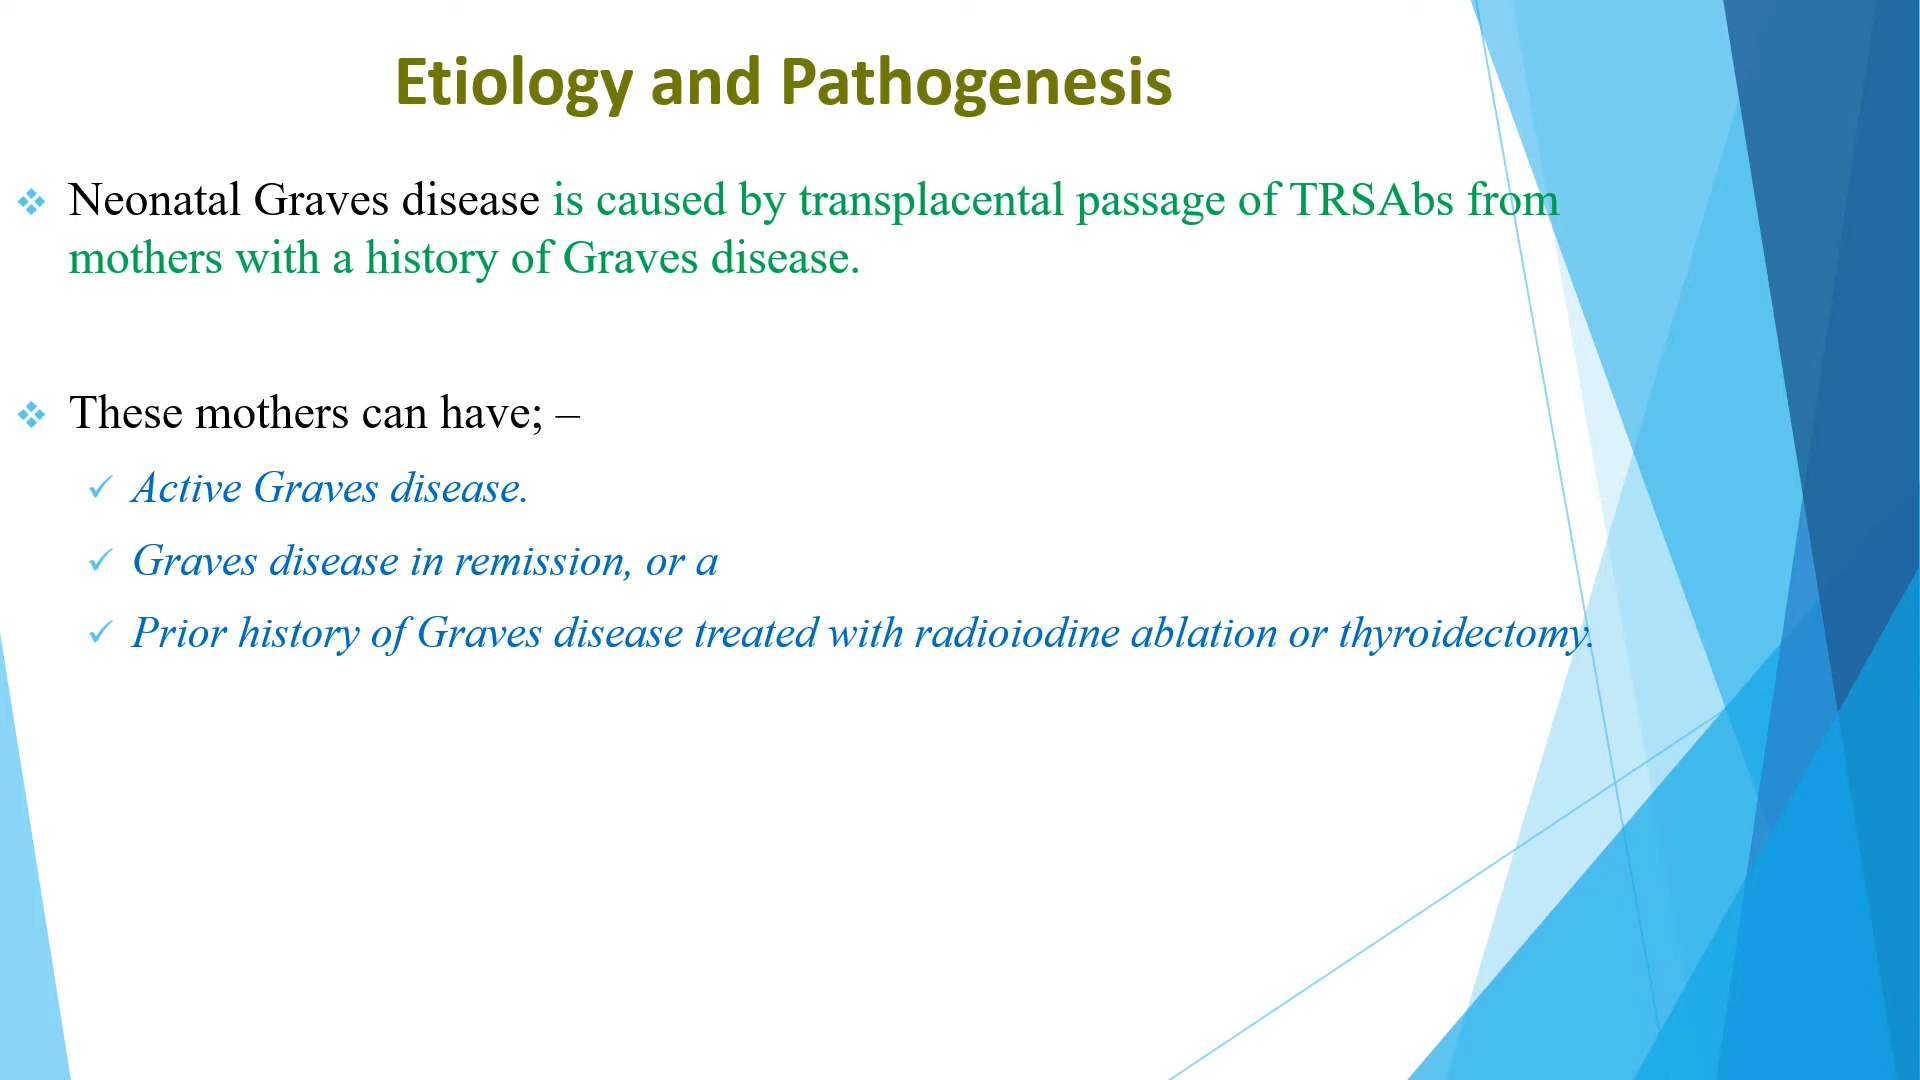 Etiology and Pathogenesis
Neonatal Graves disease is caused by transplacental passage of TRSAbs from
mothers with a history of Graves disease.
These mothers can have; –
Active Graves disease.
Graves disease in remission, or a
Prior history of Graves disease treated with radioiodine ablation or thyroidectomy.